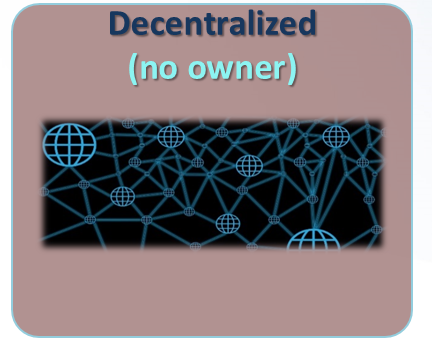 Decentralized
(no owner)